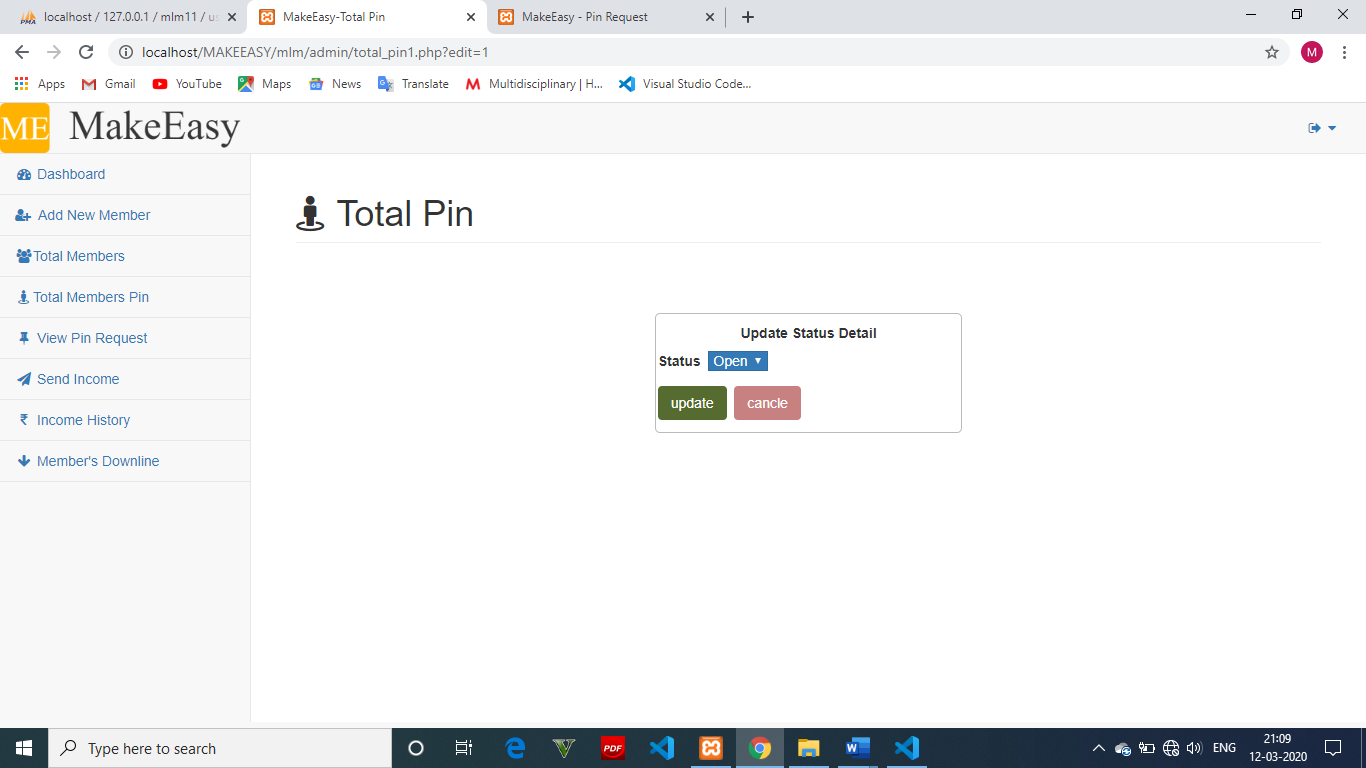 localhost / 127.0.0.1 / mlm11 / us
MakeEasy-Total Pin
MakeEasy - Pin Request
localhost/MAKEEASY/mlm/admin/total_pin1.php?edit=1
M
Apps
Gmail
YouTube
Maps
News
Translate
Multidisciplinary | H...
Visual Studio Code...
ME MakeEasy
Dashboard
Add New Member
Total Members
Total Members Pin
View Pin Request
Send Income
₹ Income History
Member's Downline
Total Pin
Update Status Detail
Status Open
update cancle
Type here to search
PDF
ENG
21:09
12-03-2020